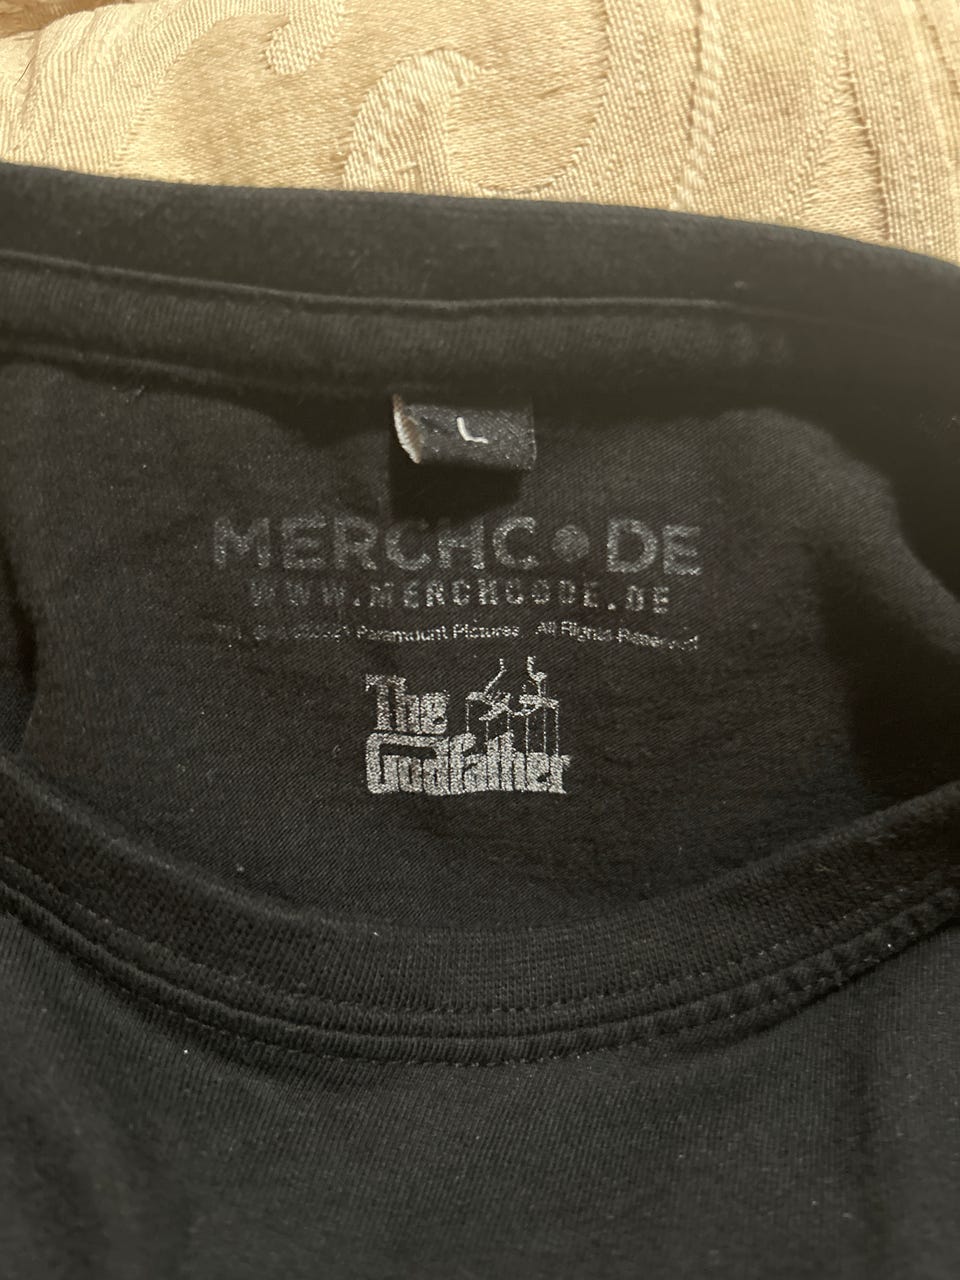 L
MERCHCODE
WWW.MERCHCODE.DE
Paramount Pictures. All Rights Reserved
The
Godfather